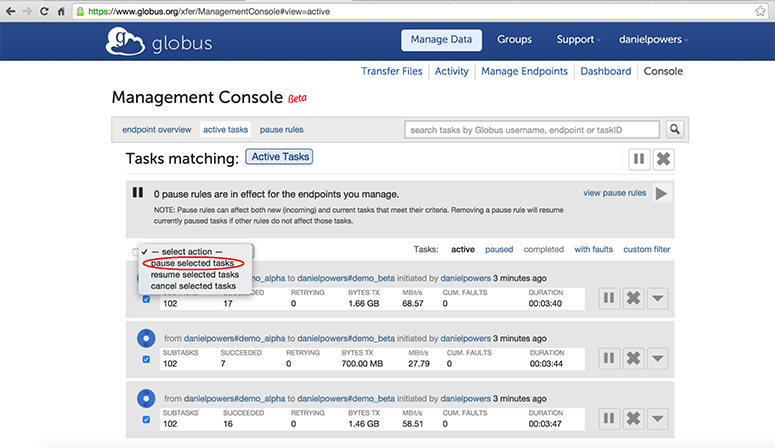 https://www.globus.org/xfer/ManagementConsole#view=active
g globus Manage Data Groups Support danielpowers
Transfer Files Activity Manage Endpoints Dashboard Console
Management Console Beta
endpoint overview active tasks pause rules search tasks by Globus username, endpoint or taskID
Tasks matching: Active Tasks
0 pause rules are in effect for the endpoints you manage. view pause rules
NOTE: Pause rules can affect both new (incoming) and current tasks that meet their criteria. Removing a pause rule will resume
currently paused tasks if other rules do not affect those tasks.
✓ — select action — Tasks: active paused completed with faults custom filter
pause selected tasks
resume selected tasks
cancel selected tasks
#demo_alpha to danielpowers#demo_beta initiated by danielpowers 3 minutes ago
RETRYING BYTES TX MBit/s CUM. FAULTS DURATION
102 17 0 1.66 GB 68.57 0 00:03:40
from danielpowers#demo_alpha to danielpowers#demo_beta initiated by danielpowers 3 minutes ago
SUBTASKS SUCCEEDED RETRYING BYTES TX MBit/s CUM. FAULTS DURATION
102 7 0 700.00 MB 27.79 0 00:03:44
from danielpowers#demo_alpha to danielpowers#demo_beta initiated by danielpowers 3 minutes ago
SUBTASKS SUCCEEDED RETRYING BYTES TX MBit/s CUM. FAULTS DURATION
102 16 0 1.46 GB 58.51 0 00:03:47